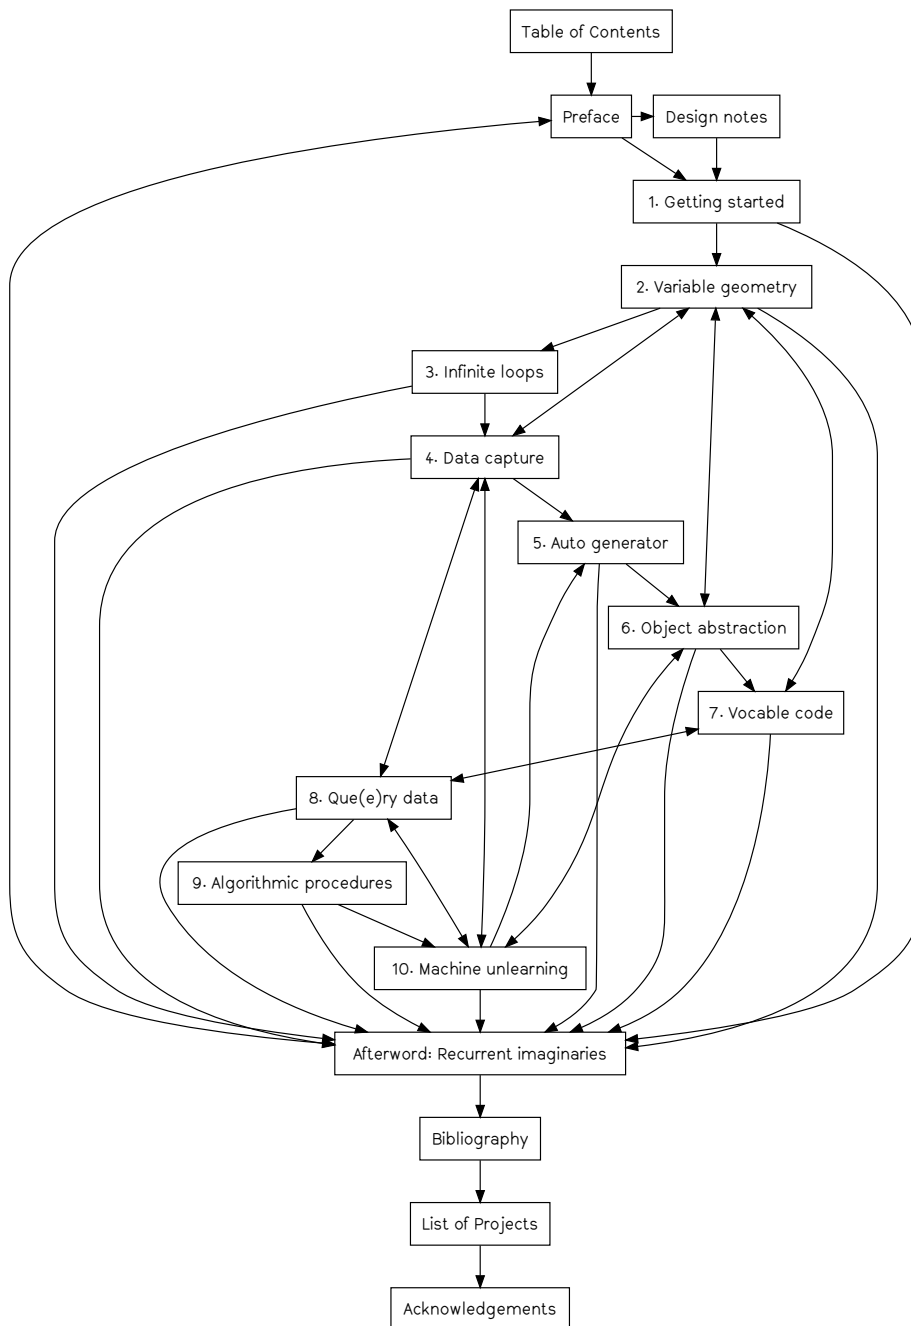 Table of Contents
Preface
Design notes
1. Getting started
2. Variable geometry
3. Infinite loops
4. Data capture
5. Auto generator
6. Object abstraction
7. Vocable code
8. Que(e)ry data
9. Algorithmic procedures
10. Machine unlearning
Afterword: Recurrent imaginaries
Bibliography
List of Projects
Acknowledgements